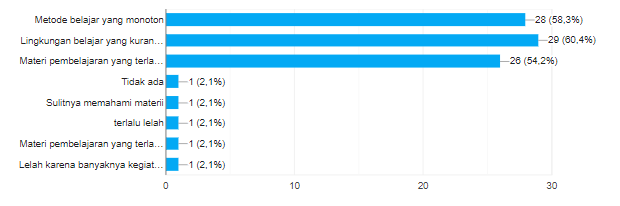 Metode belajar yang monoton 28 (58,3%)
Lingkungan belajar yang kuran... 29 (60,4%)
Materi pembelajaran yang terla... 26 (54,2%)
Tidak ada 1 (2,1%)
Sulitnya memahami materii 1 (2,1%)
terlalu lelah 1 (2,1%)
Materi pembelajaran yang terla... 1 (2,1%)
Lelah karena banyaknya kegiat... 1 (2,1%)
0 10 20 30